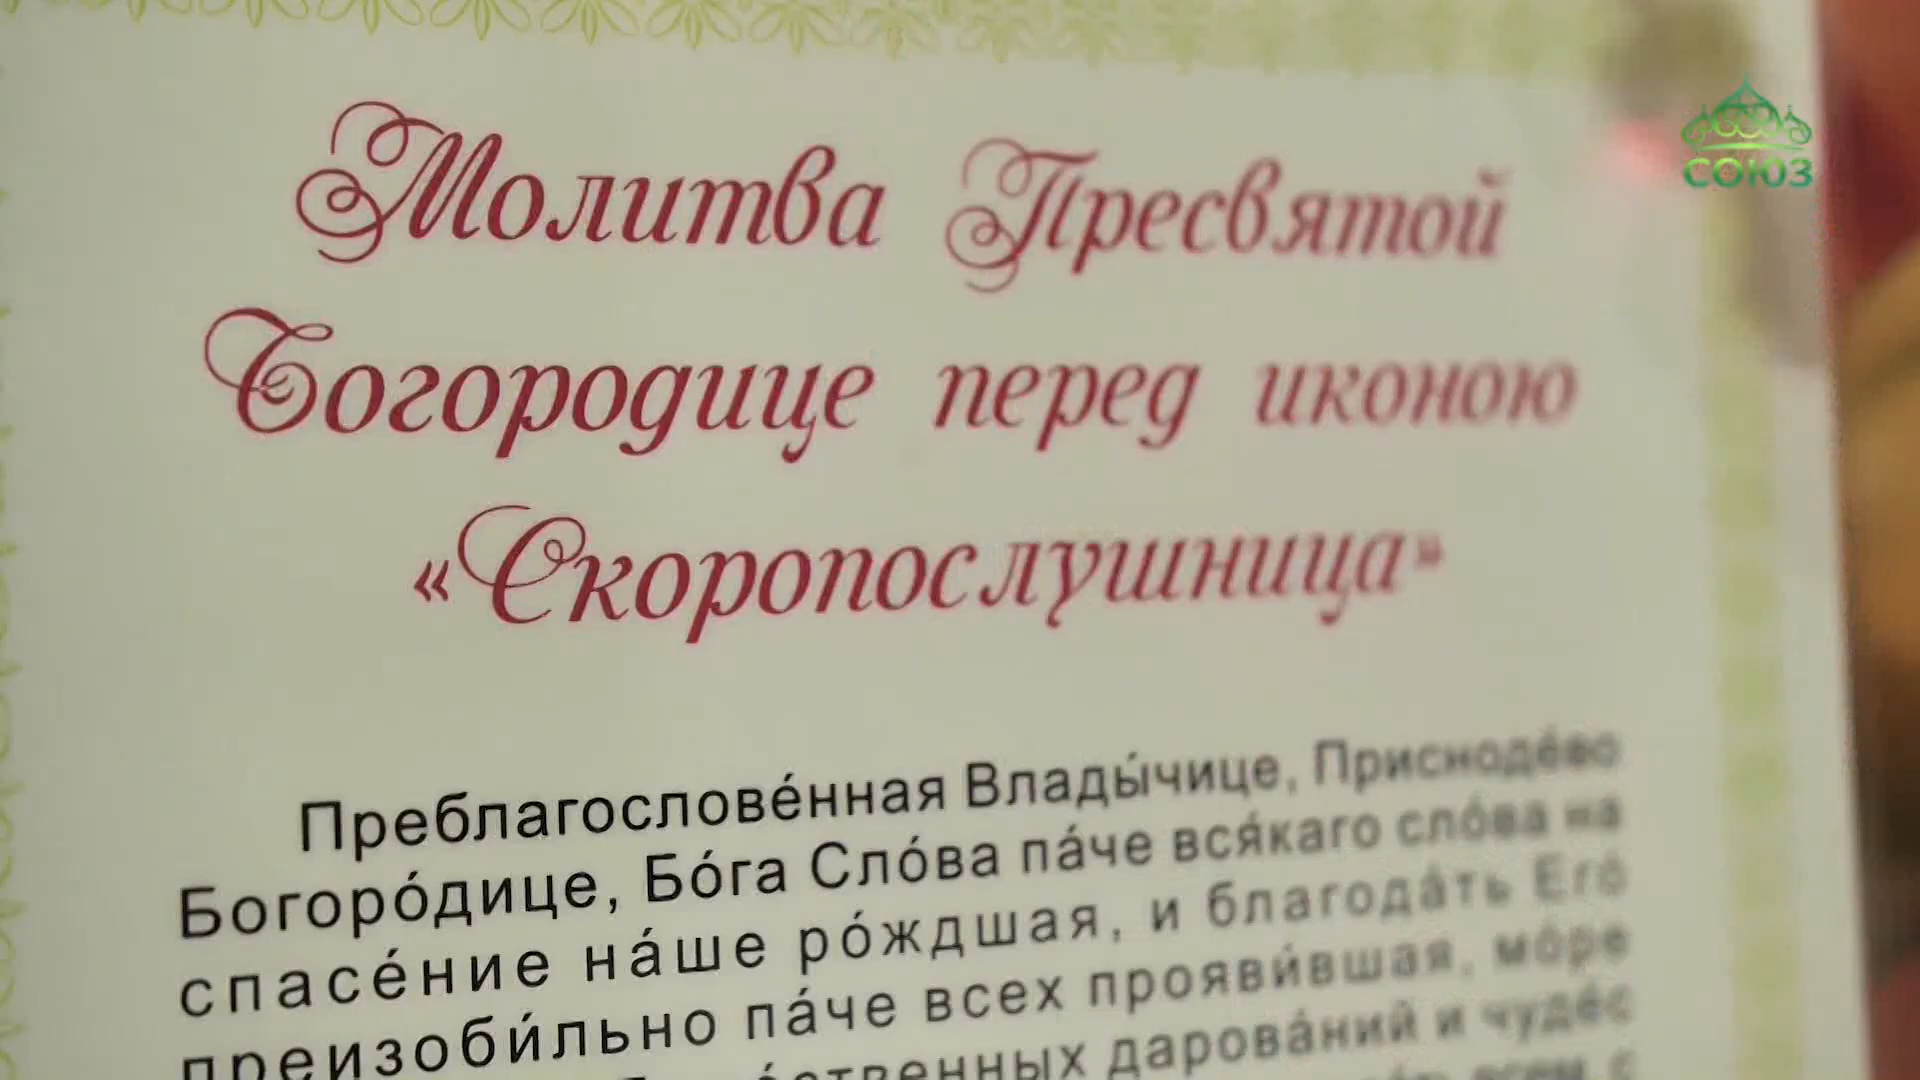 СОЮЗ
Молитва Пресвятой
Богородице перед иконою
«Скоропослушница»
Преблагослове́нная Влады́чице, Приснодéво
Богоро́дице, Бо́га Сло́ва па́че вся́каго сло́ва на
спасе́ние на́ше ро́ждшая, и благода́ть Его́
преизоби́льно па́че всех прояви́вшая, мо́ре
дарова́ний и чуде́с
всем с